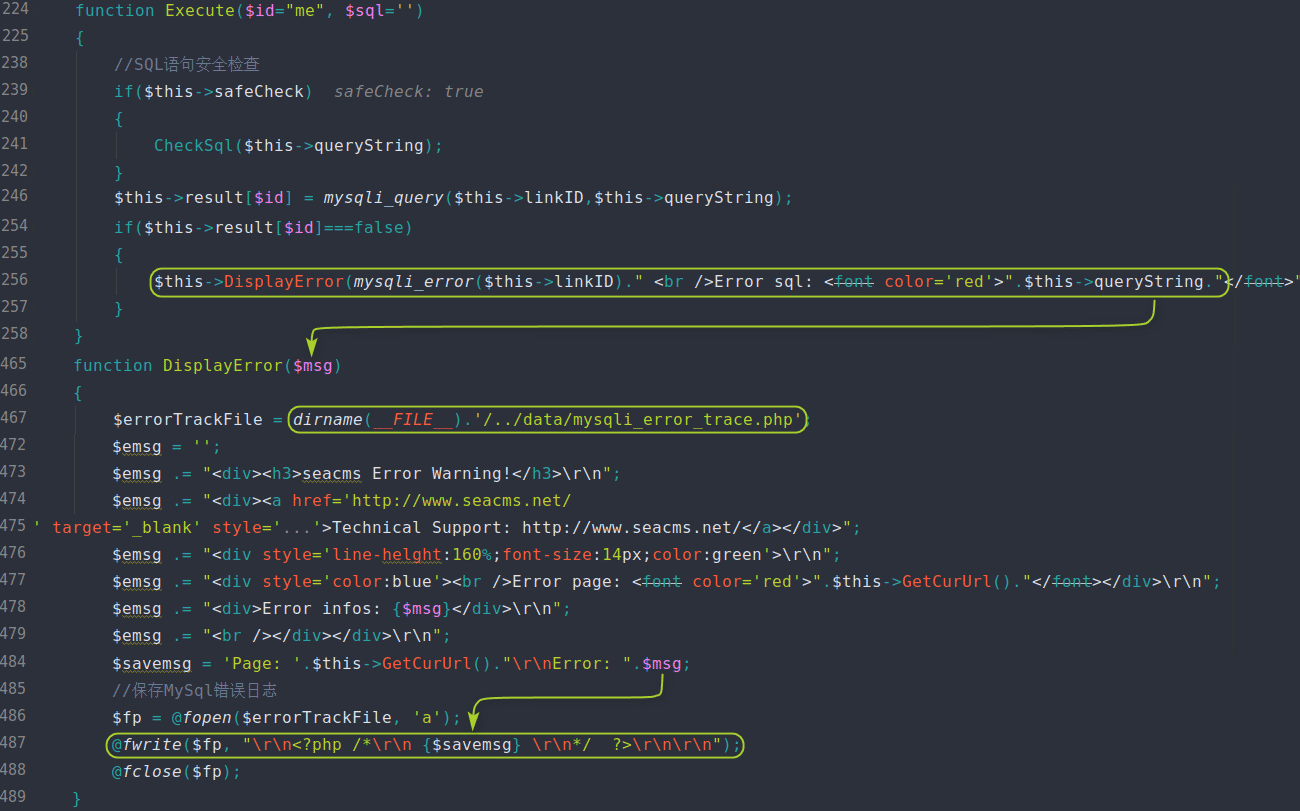 224 function Execute($id="me", $sql='')
225 {
238 //SQL语句安全检查
239 if($this->safeCheck) safeCheck: true
240 {
241 CheckSql($this->queryString);
242 }
246 $this->result[$id] = mysqli_query($this->linkID,$this->queryString);
254 if($this->result[$id]===false)
255 {
256 $this->DisplayError(mysqli_error($this->linkID)." <br />Error sql: <font color='red'>".$this->queryString."</font>"
257 }
258 }
465 function DisplayError($msg)
466 {
467 $errorTrackFile = dirname(__FILE__).'/../data/mysqli_error_trace.php';
472 $emsg = '';
473 $emsg .= "<div><h3>seacms Error Warning!</h3>\r\n";
474 $emsg .= "<div><a href='http://www.seacms.net/
475 ' target='_blank' style='...'>Technical Support: http://www.seacms.net/</a></div>";
476 $emsg .= "<div style='line-helght:160%;font-size:14px;color:green'>\r\n";
477 $emsg .= "<div style='color:blue'><br />Error page: <font color='red'>".$this->GetCurUrl()."</font></div>\r\n";
478 $emsg .= "<div>Error infos: {$msg}</div>\r\n";
479 $emsg .= "<br /></div></div>\r\n";
484 $savemsg = 'Page: '.$this->GetCurUrl()."\r\nError: ".$msg;
485 //保存MySql错误日志
486 $fp = @fopen($errorTrackFile, 'a');
487 @fwrite($fp, "\r\n<?php /*\r\n {$savemsg} \r\n*/  ?>\r\n\r\n");
488 @fclose($fp);
489 }